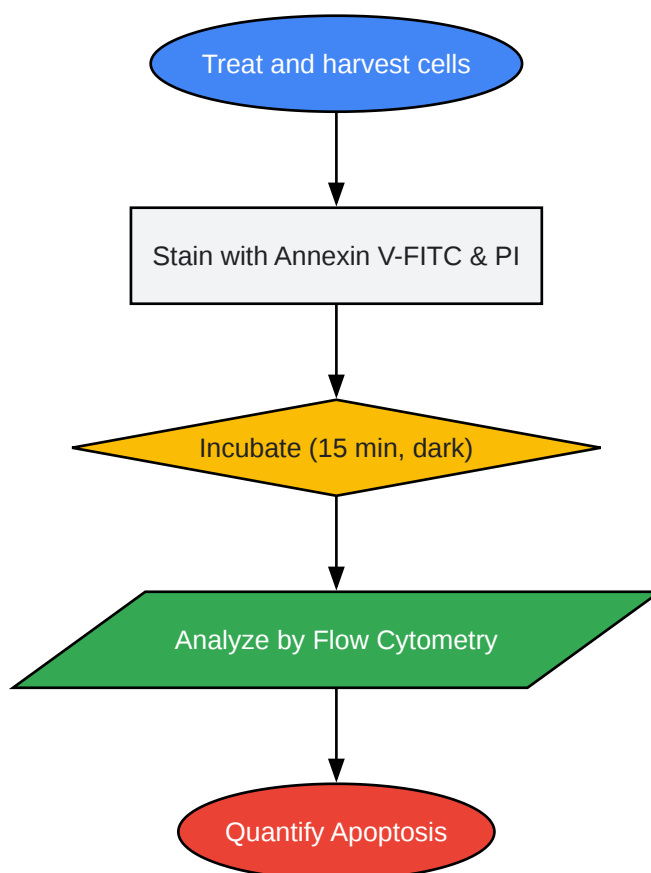 Treat and harvest cells
Stain with Annexin V-FITC & PI
Incubate (15 min, dark)
Analyze by Flow Cytometry
Quantify Apoptosis